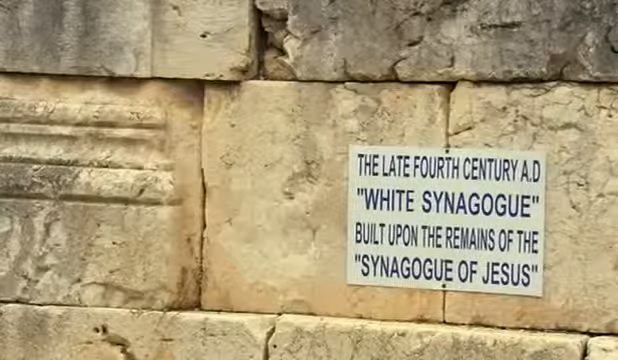 THE LATE FOURTH CENTURY A.D
"WHITE SYNAGOGUE"
BUILT UPON THE REMAINS OF THE
"SYNAGOGUE OF JESUS"